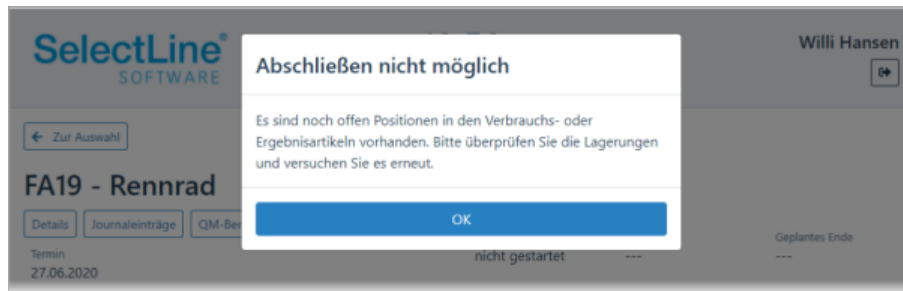 SelectLine®
SOFTWARE
Willi Hansen
Abschließen nicht möglich
Es sind noch offen Positionen in den Verbrauchs- oder
Ergebnisartikeln vorhanden. Bitte überprüfen Sie die Lagerungen
und versuchen Sie es erneut.
OK
← Zur Auswahl
FA19 - Rennrad
Details Journaleinträge QM-Ber
Termin
27.06.2020
nicht gestartet ---
Geplantes Ende
---